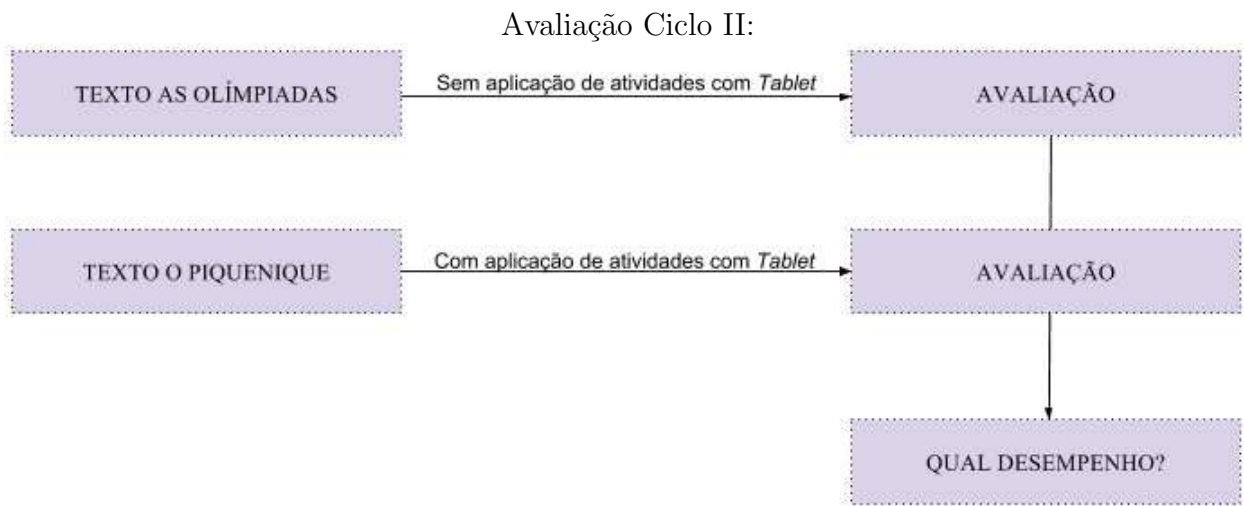 Avaliação Ciclo II:
TEXTO AS OLÍMPIADAS
Sem aplicação de atividades com Tablet
AVALIAÇÃO
TEXTO O PIQUENIQUE
Com aplicação de atividades com Tablet
AVALIAÇÃO
QUAL DESEMPENHO?